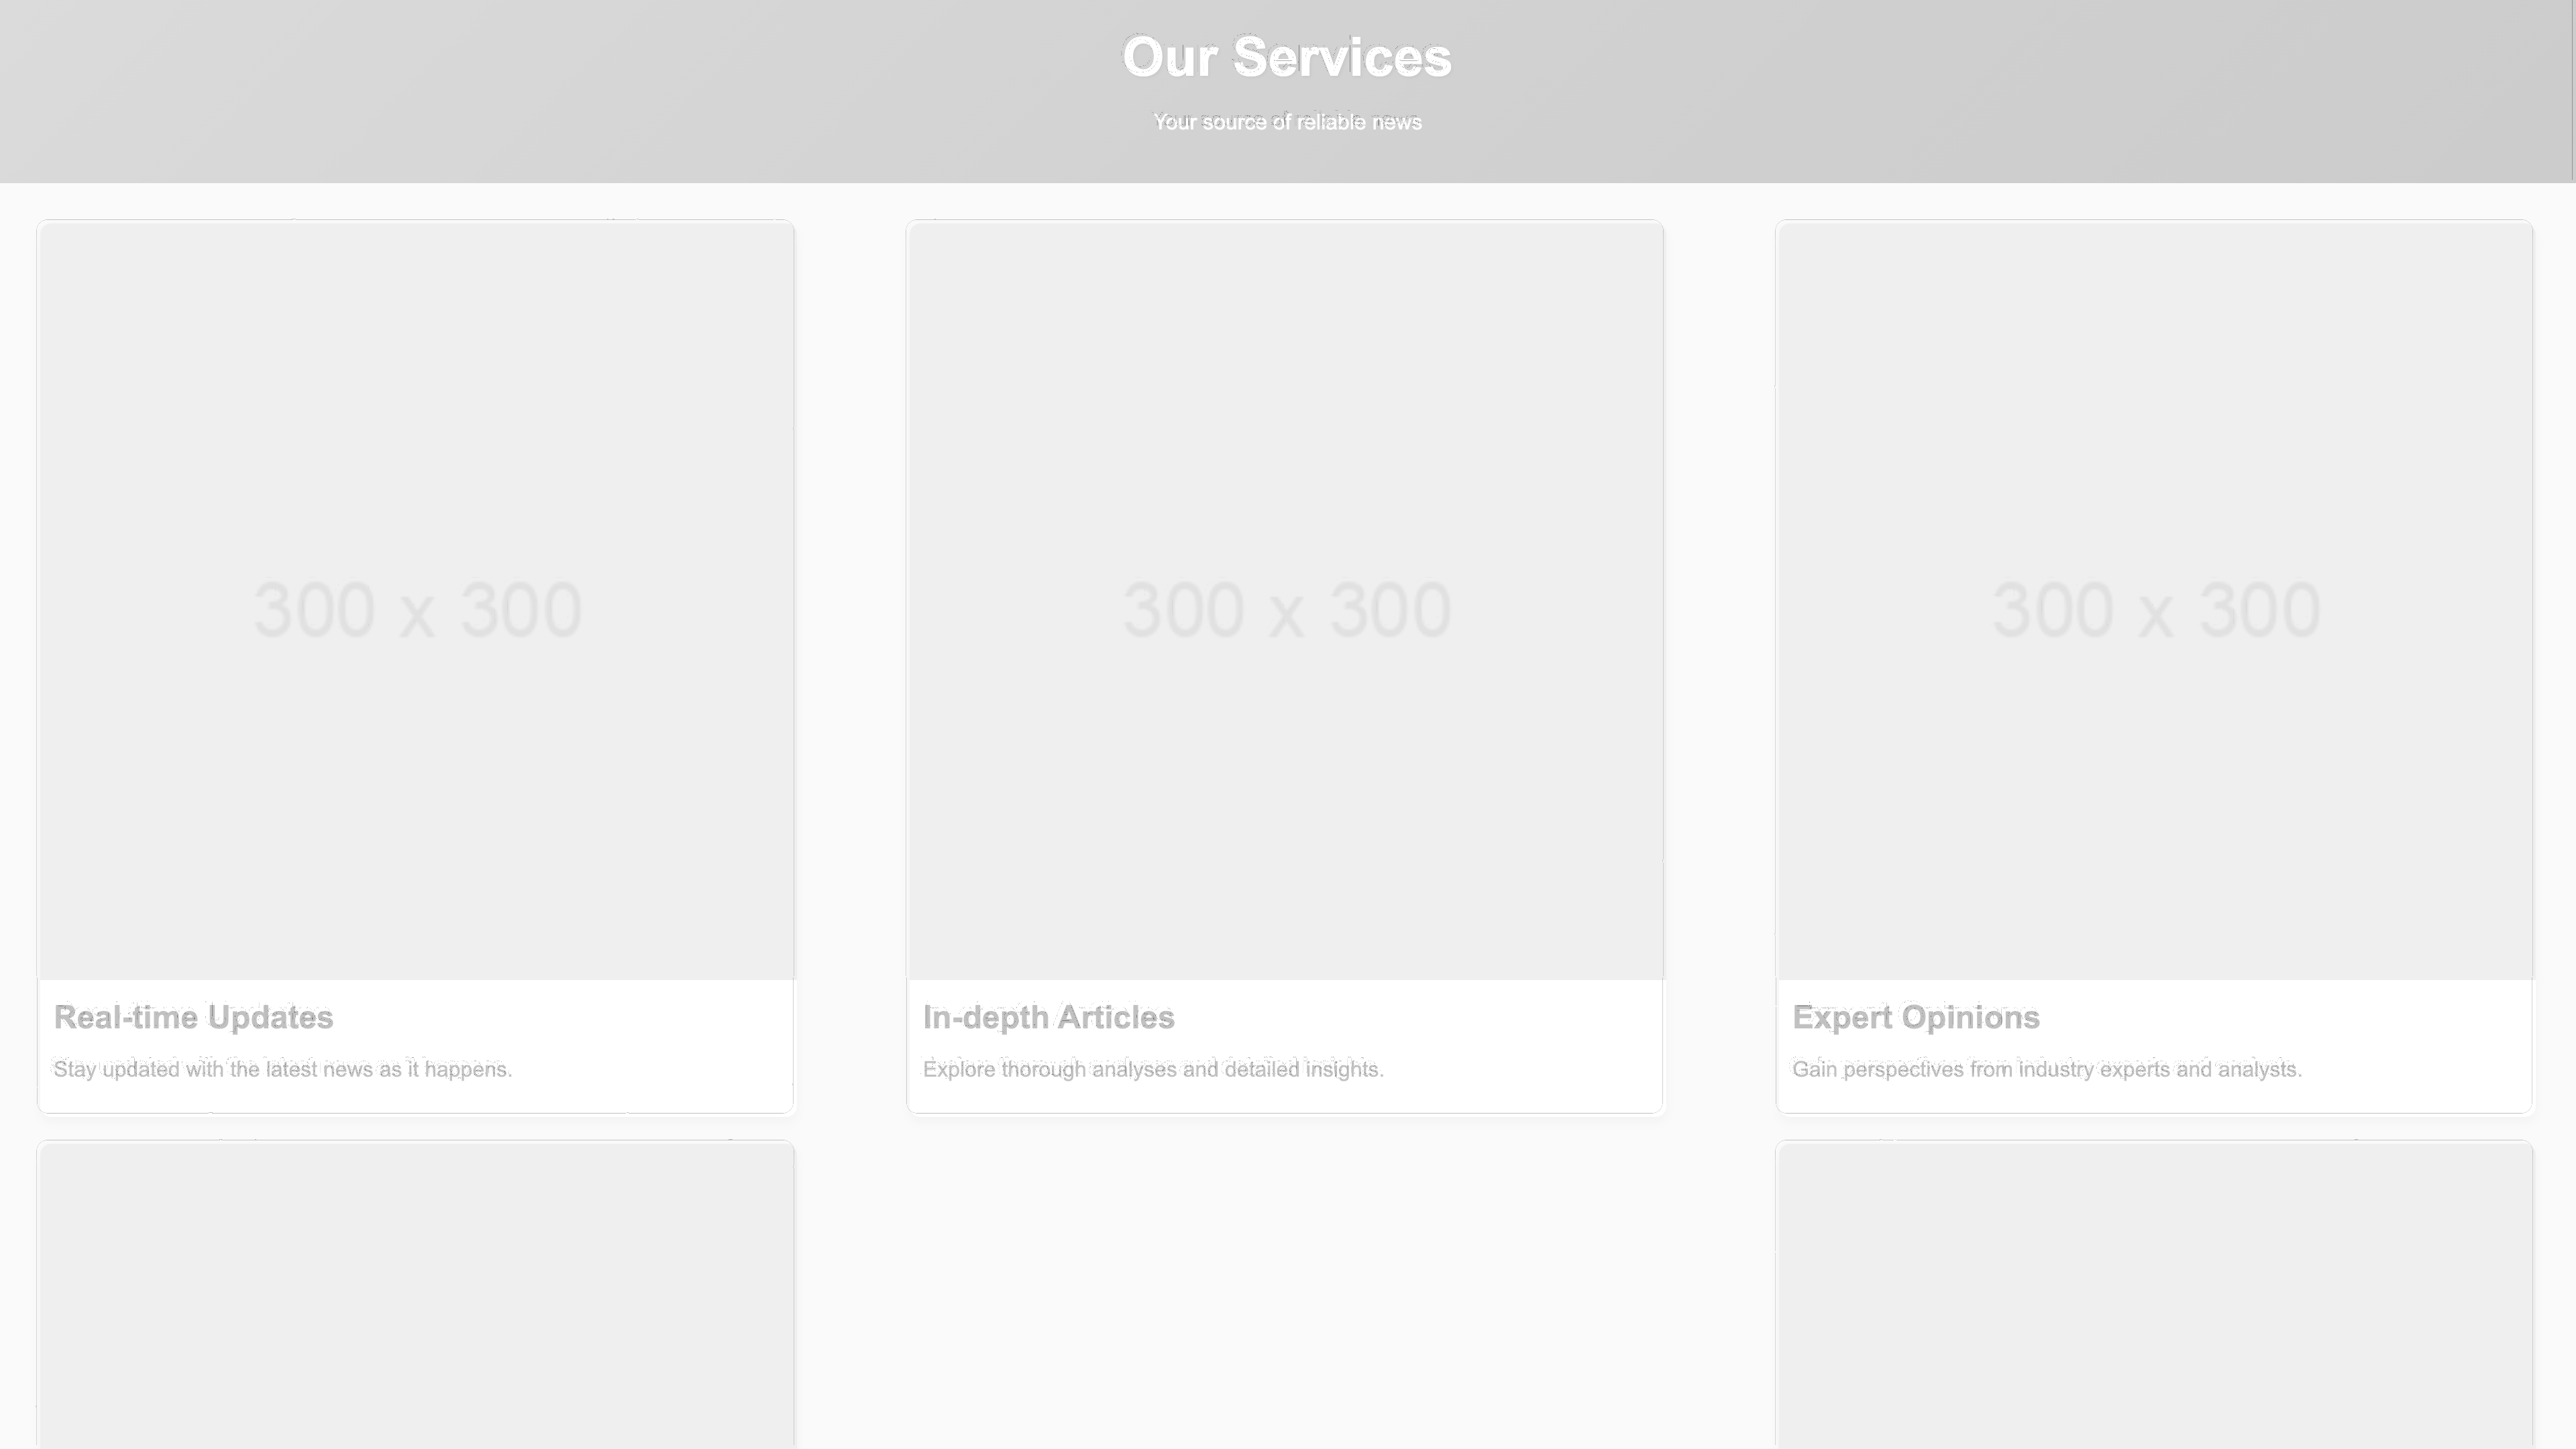 Our Services
Your source of reliable news
300 x 300
300 x 300
300 x 300
Real-time Updates
Stay updated with the latest news as it happens.
In-depth Articles
Explore thorough analyses and detailed insights.
Expert Opinions
Gain perspectives from industry experts and analysts.